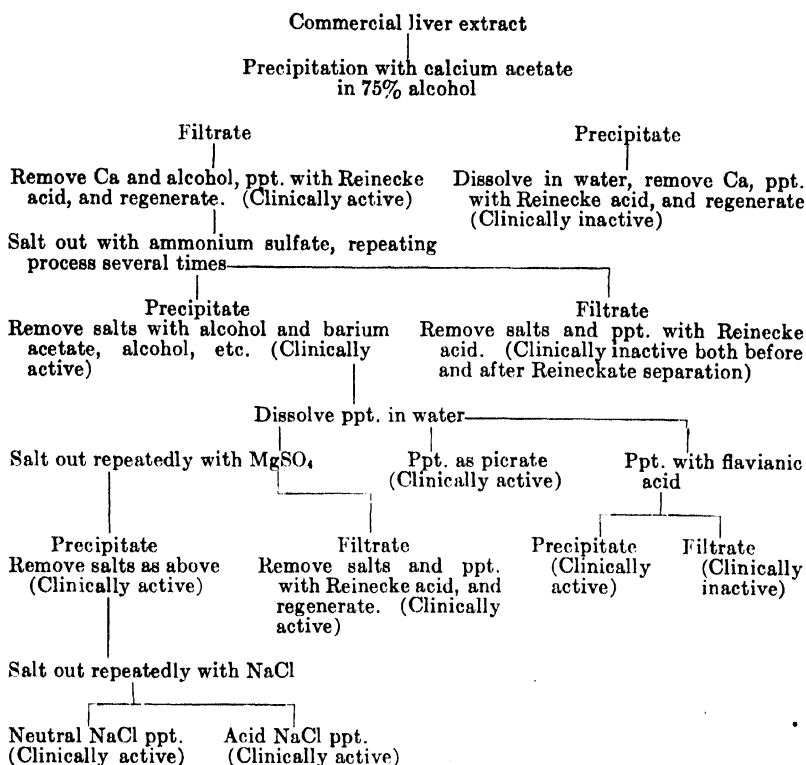 Commercial liver extract
Precipitation with calcium acetate
in 75% alcohol
Filtrate
Remove Ca and alcohol, ppt. with Reinecke
acid, and regenerate. (Clinically active)
Precipitate
Dissolve in water, remove Ca, ppt.
with Reinecke acid, and regenerate
(Clinically inactive)
Salt out with ammonium sulfate, repeating
process several times
Precipitate
Remove salts with alcohol and barium
acetate, alcohol, etc. (Clinically
active)
Filtrate
Remove salts and ppt. with Reinecke
acid. (Clinically inactive both before
and after Reineckate separation)
Dissolve ppt. in water
Salt out repeatedly with MgSO₄
Ppt. as picrate
(Clinically active)
Ppt. with flavianic
acid
Precipitate
Remove salts as above
(Clinically active)
Filtrate
Remove salts and ppt.
with Reinecke acid, and
regenerate. (Clinically
active)
Precipitate
(Clinically
active)
Filtrate
(Clinically
inactive)
Salt out repeatedly with NaCl
Neutral NaCl ppt.
(Clinically active)
Acid NaCl ppt.
(Clinically active)